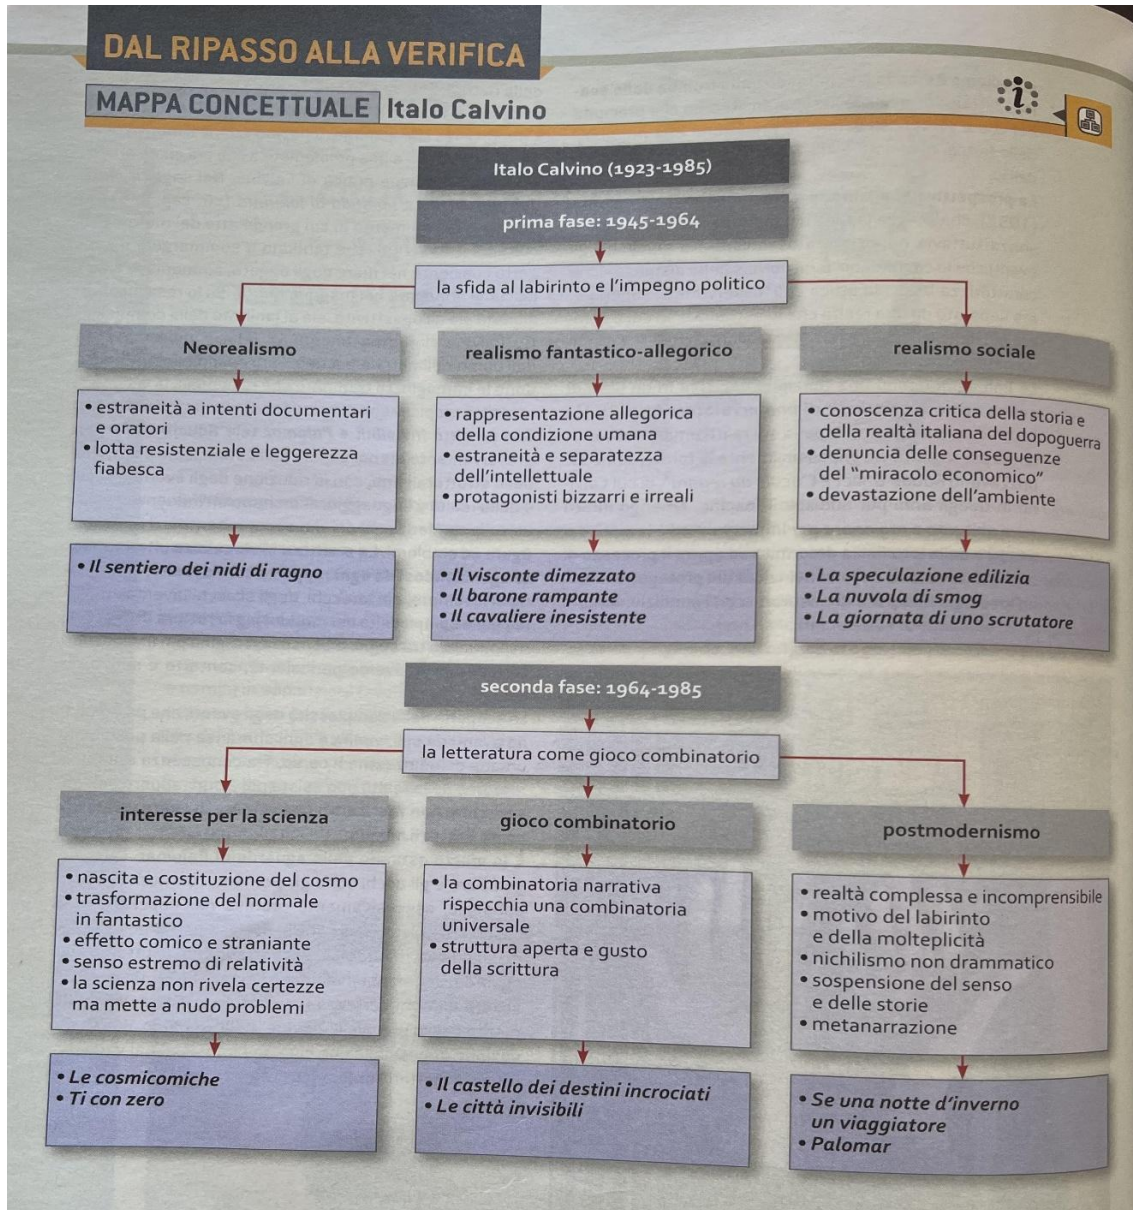 DAL RIPASSO ALLA VERIFICA
MAPPA CONCETTUALE Italo Calvino
i
Italo Calvino (1923-1985)
prima fase: 1945-1964
la sfida al labirinto e l'impegno politico
Neorealismo
• estraneità a intenti documentari
e oratori
• lotta resistenziale e leggerezza
fiabesca
• Il sentiero dei nidi di ragno
realismo fantastico-allegorico
• rappresentazione allegorica
della condizione umana
• estraneità e separatezza
dell'intellettuale
• protagonisti bizzarri e irreali
• Il visconte dimezzato
• Il barone rampante
• Il cavaliere inesistente
realismo sociale
• conoscenza critica della storia e
della realtà italiana del dopoguerra
• denuncia delle conseguenze
del "miracolo economico"
• devastazione dell'ambiente
• La speculazione edilizia
• La nuvola di smog
• La giornata di uno scrutatore
seconda fase: 1964-1985
la letteratura come gioco combinatorio
interesse per la scienza
• nascita e costituzione del cosmo
• trasformazione del normale
in fantastico
• effetto comico e straniante
• senso estremo di relatività
• la scienza non rivela certezze
ma mette a nudo problemi
• Le cosmicomiche
• Ti con zero
gioco combinatorio
• la combinatoria narrativa
rispecchia una combinatoria
universale
• struttura aperta e gusto
della scrittura
• Il castello dei destini incrociati
• Le città invisibili
postmodernismo
• realtà complessa e incomprensibile
• motivo del labirinto
e della molteplicità
• nichilismo non drammatico
• sospensione del senso
e delle storie
• metanarrazione
• Se una notte d'inverno
un viaggiatore
• Palomar